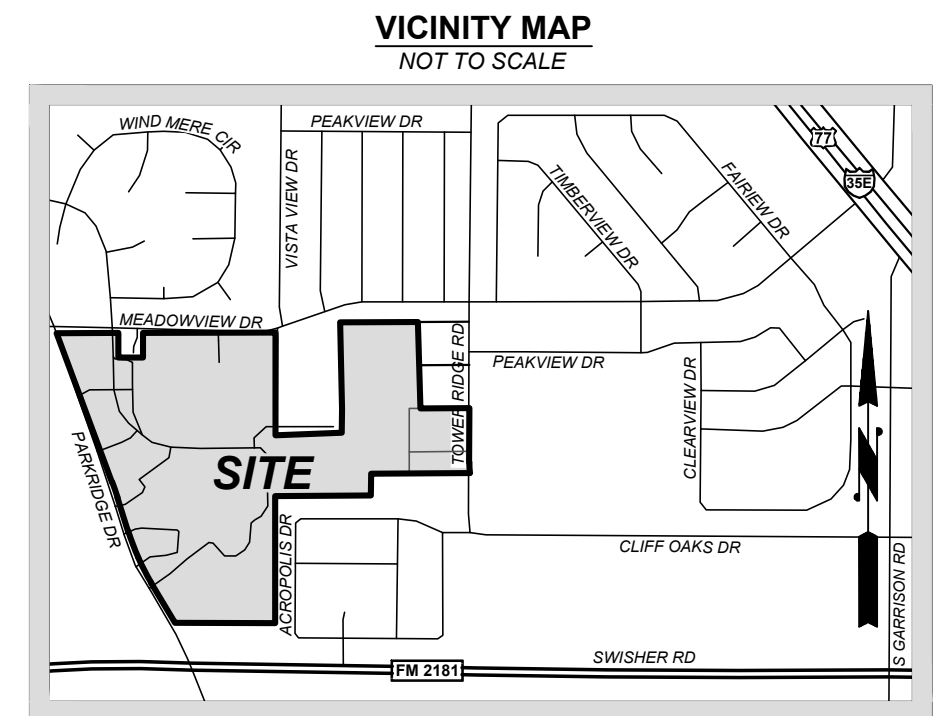 VICINITY MAP
NOT TO SCALE
WIND MERE CIR
PEAKVIEW DR
77
35E
VISTA VIEW DR
TIMBERVIEW DR
FAIRIEW DR
MEADOWVIEW DR
TOWER RIDGE RD
PEAKVIEW DR
CLEARVIEW DR
PARKRIDGE DR
SITE
N
ACROPOLIS DR
CLIFF OAKS DR
S GARRISON RD
SWISHER RD
FM 2181